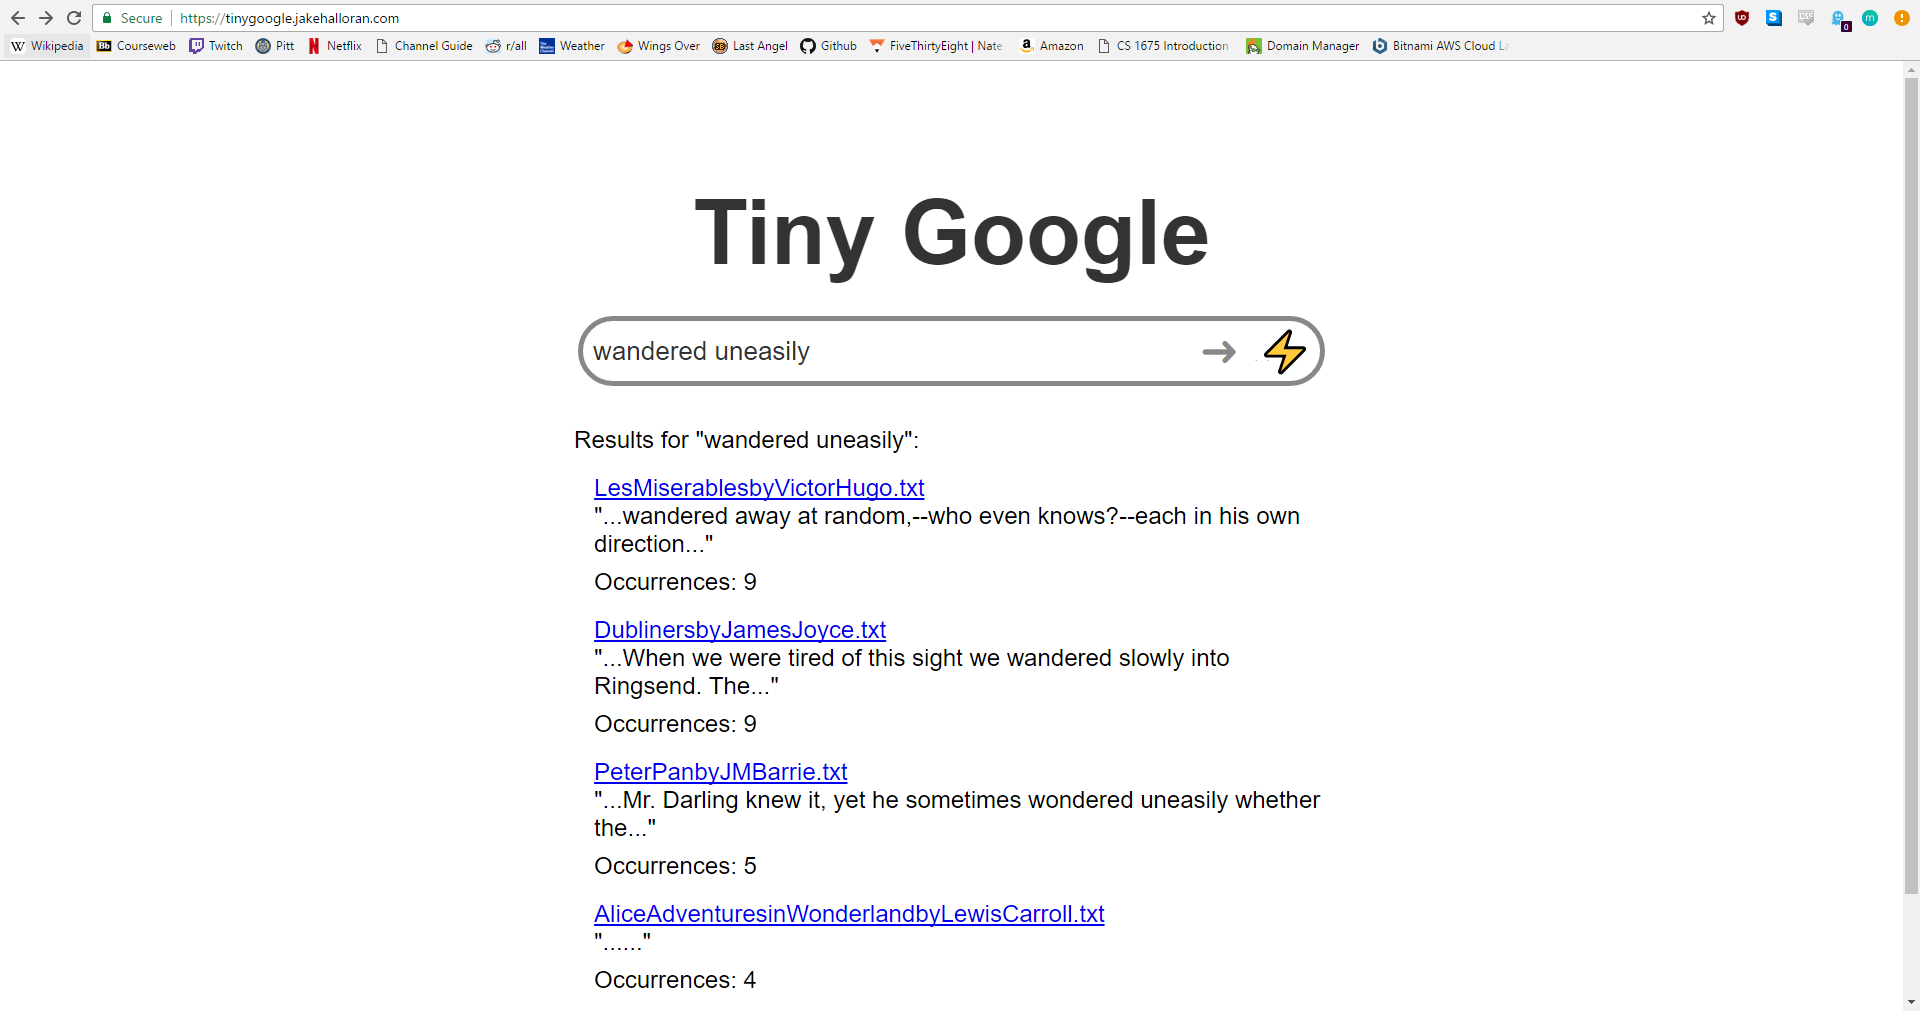 Secure https://tinygoogle.jakehalloran.com
W Wikipedia Bb Courseweb Twitch Pitt N Netflix Channel Guide r/all Weather Wings Over Last Angel Github FiveThirtyEight | Nate a Amazon CS 1675 Introduction Domain Manager Bitnami AWS Cloud La
Tiny Google
wandered uneasily
Results for "wandered uneasily":
LesMiserablesbyVictorHugo.txt
"...wandered away at random,--who even knows?--each in his own
direction..."
Occurrences: 9
DublinersbyJamesJoyce.txt
"...When we were tired of this sight we wandered slowly into
Ringsend. The..."
Occurrences: 9
PeterPanbyJMBarrie.txt
"...Mr. Darling knew it, yet he sometimes wondered uneasily whether
the..."
Occurrences: 5
AliceAdventuresinWonderlandbyLewisCarroll.txt
"......"
Occurrences: 4